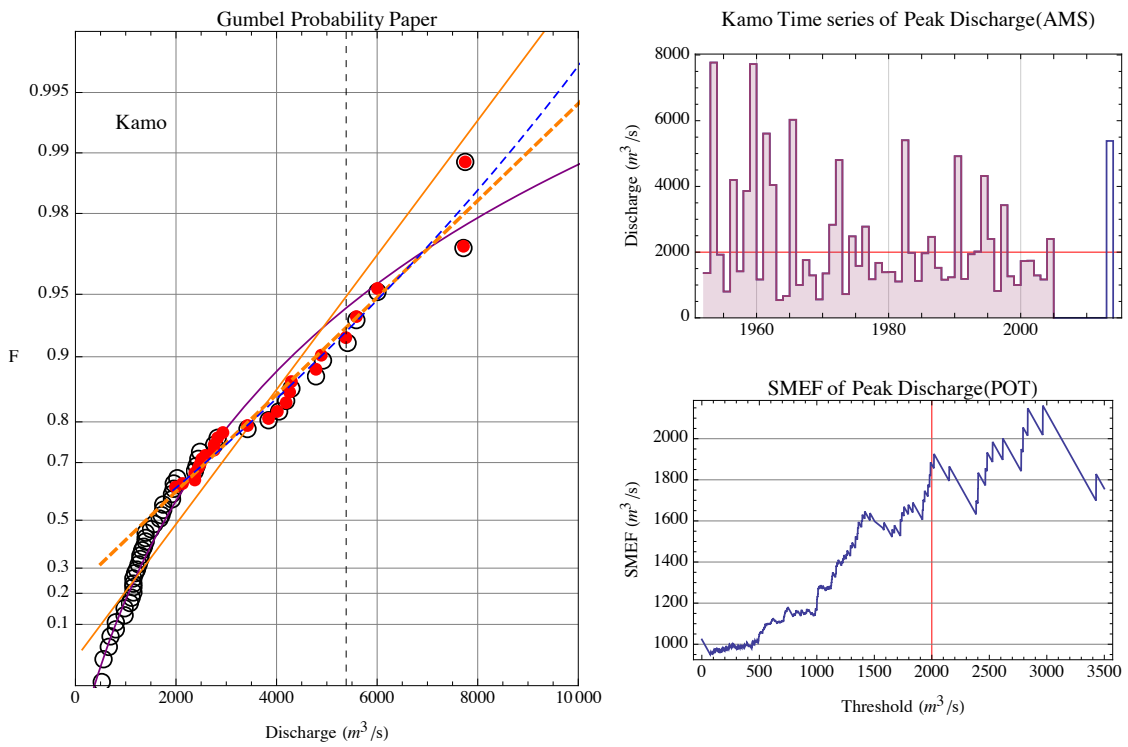 Gumbel Probability Paper
0.995
0.99
0.98
0.95
0.9
0.8
0.7
0.5
0.3
0.2
0.1
F
Kamo
0 2000 4000 6000 8000 10 000
Discharge (m³/s)
Kamo Time series of Peak Discharge(AMS)
8000
6000
4000
2000
0
Discharge (m³/s)
1960 1980 2000
SMEF of Peak Discharge(POT)
2000
1800
1600
1400
1200
1000
SMEF (m³/s)
0 500 1000 1500 2000 2500 3000 3500
Threshold (m³/s)